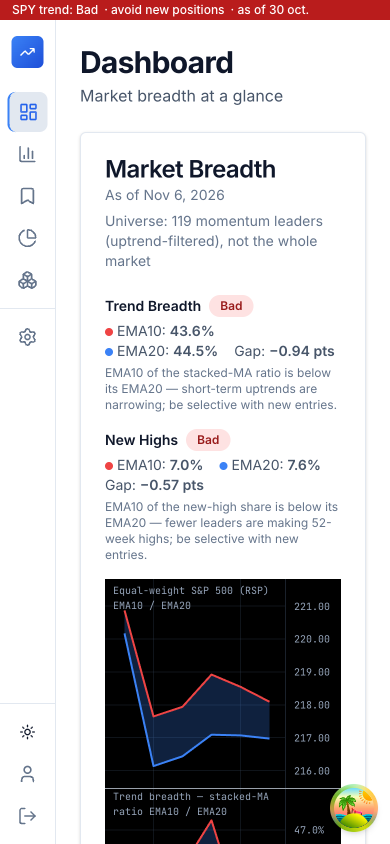 SPY trend: Bad · avoid new positions · as of 30 oct.
Dashboard
Market breadth at a glance
Market Breadth
As of Nov 6, 2026
Universe: 119 momentum leaders
(uptrend-filtered), not the whole
market
Trend Breadth Bad
EMA10: 43.6%
EMA20: 44.5% Gap: −0.94 pts
EMA10 of the stacked-MA ratio is below
its EMA20 — short-term uptrends are
narrowing; be selective with new entries.
New Highs Bad
EMA10: 7.0% EMA20: 7.6%
Gap: −0.57 pts
EMA10 of the new-high share is below its
EMA20 — fewer leaders are making 52-
week highs; be selective with new
entries.
Equal-weight S&P 500 (RSP)
EMA10 / EMA20
221.00
220.00
219.00
218.00
217.00
216.00
Trend breadth — stacked-MA
ratio EMA10 / EMA20
47.0%